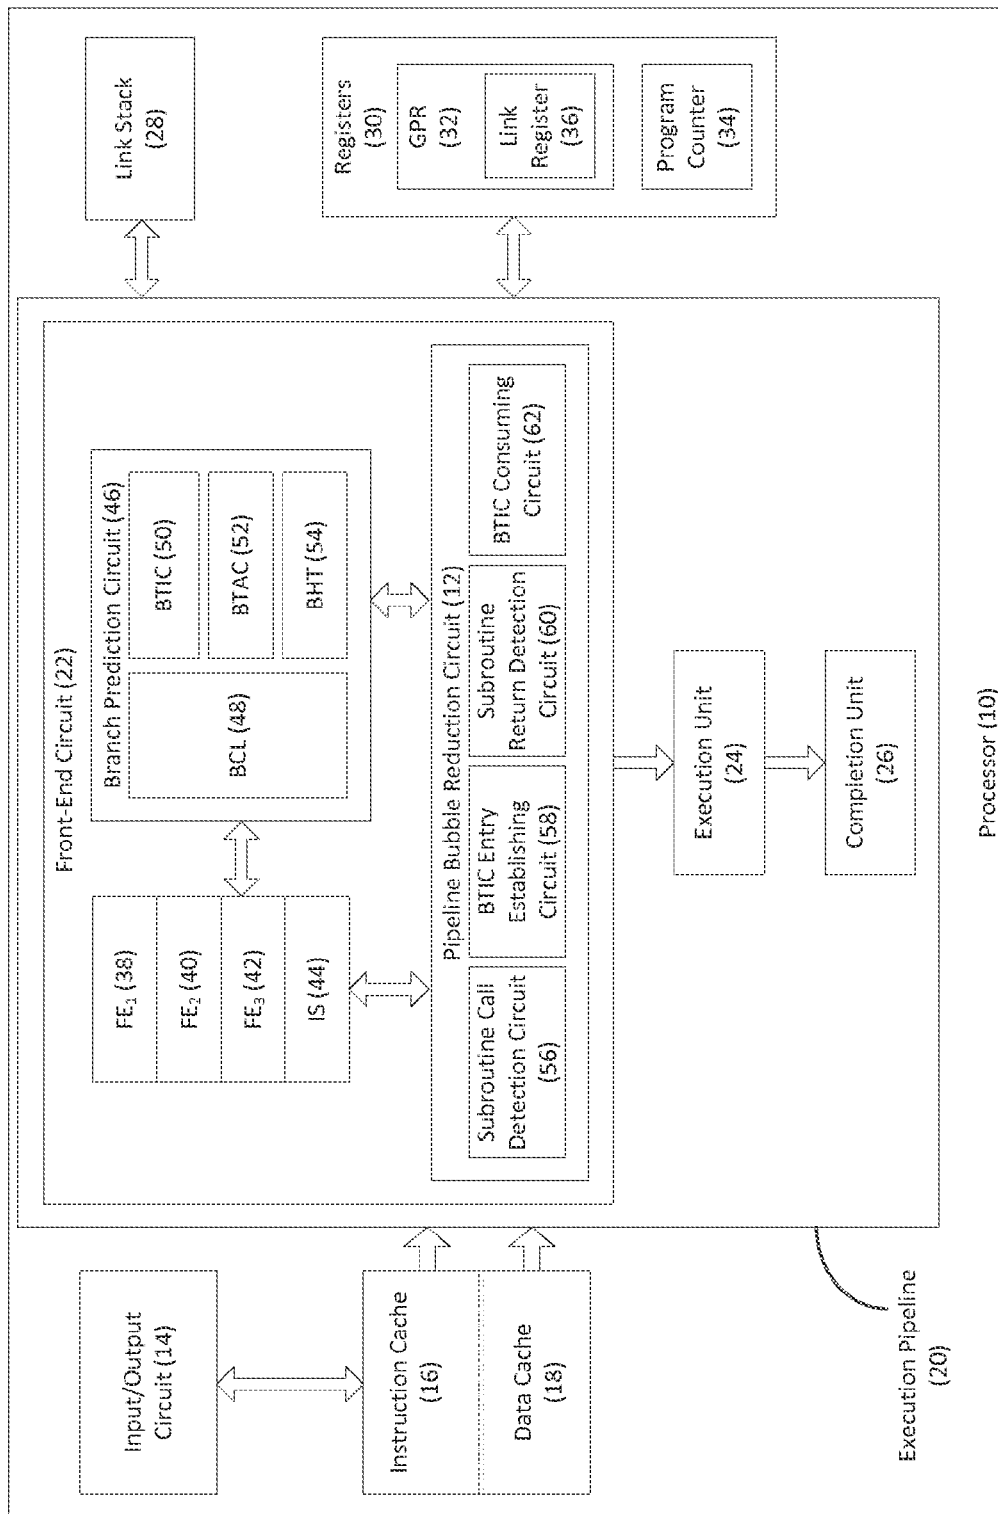 Input/Output
Circuit (14)
Instruction Cache
(16)
Data Cache
(18)
Execution Pipeline
(20)
Front-End Circuit (22)
FE1 (38)
FE2 (40)
FE3 (42)
IS (44)
Branch Prediction Circuit (46)
BCL (48)
BTIC (50)
BTAC (52)
BHT (54)
Pipeline Bubble Reduction Circuit (12)
Subroutine Call
Detection Circuit
(56)
BTIC Entry
Establishing
Circuit (58)
Subroutine
Return Detection
Circuit (60)
BTIC Consuming
Circuit (62)
Execution Unit
(24)
Completion Unit
(26)
Link Stack
(28)
Registers
(30)
GPR
(32)
Link
Register
(36)
Program
Counter
(34)
Processor (10)